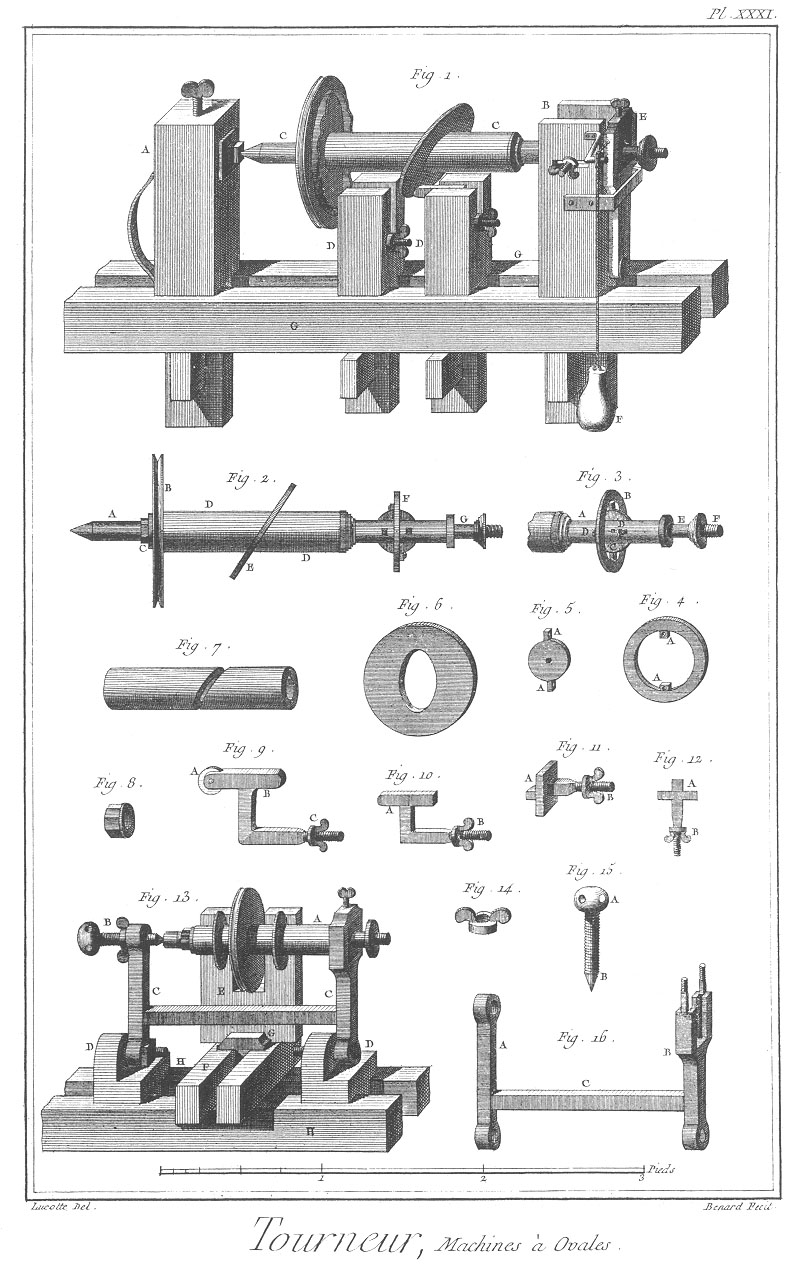 Pl. XXXI.
Fig. 1.
A C C B E
D D G
G
F
Fig. 2. Fig. 3.
A B C D D E F G
A B D D C E F
Fig. 6. Fig. 5. Fig. 4.
A A
A A
Fig. 7.
Fig. 9. Fig. 11. Fig. 12.
A B C
A B
A B
Fig. 8. Fig. 10.
A B
Fig. 13. Fig. 14. Fig. 15.
A B C C D D E F G H H
A B
Fig. 16.
A B C
1 2 3 Pieds
Lucotte Del. Benard Fecit.
Tourneur, Machines à Ovales.